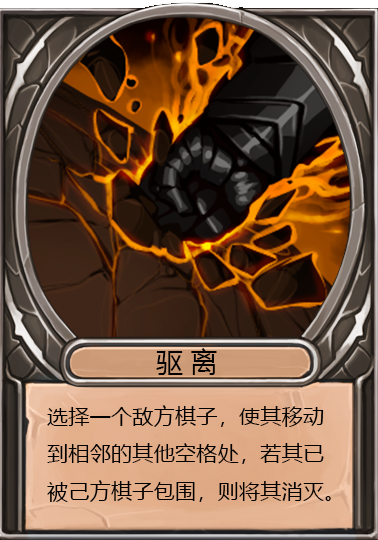 驱离
选择一个敌方棋子，使其移动
到相邻的其他空格处，若其已
被己方棋子包围，则将其消灭。